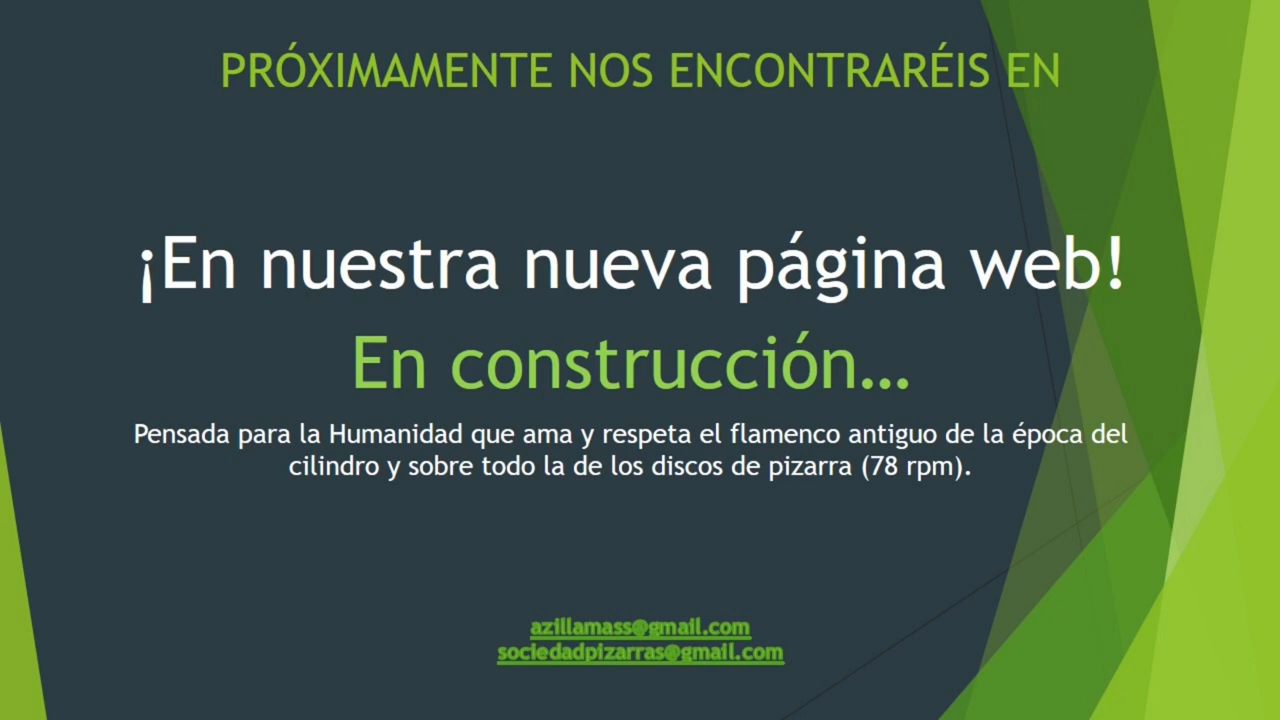 PRÓXIMAMENTE NOS ENCONTRARÉIS EN
¡En nuestra nueva página web!
En construcción...
Pensada para la Humanidad que ama y respeta el flamenco antiguo de la época del
cilindro y sobre todo la de los discos de pizarra (78 rpm).
azillamass@gmail.com
sociedadpizarras@gmail.com